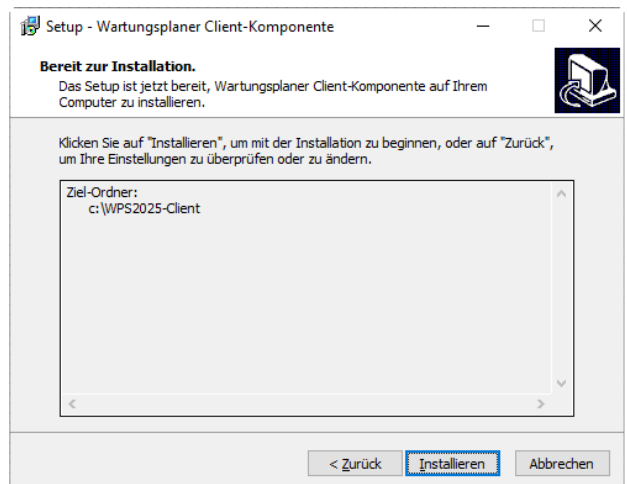 Setup - Wartungsplaner Client-Komponente
Bereit zur Installation.
Das Setup ist jetzt bereit, Wartungsplaner Client-Komponente auf Ihrem
Computer zu installieren.
Klicken Sie auf "Installieren", um mit der Installation zu beginnen, oder auf "Zurück",
um Ihre Einstellungen zu überprüfen oder zu ändern.
Ziel-Ordner:
c:\WPS2025-Client
< Zurück
Installieren
Abbrechen